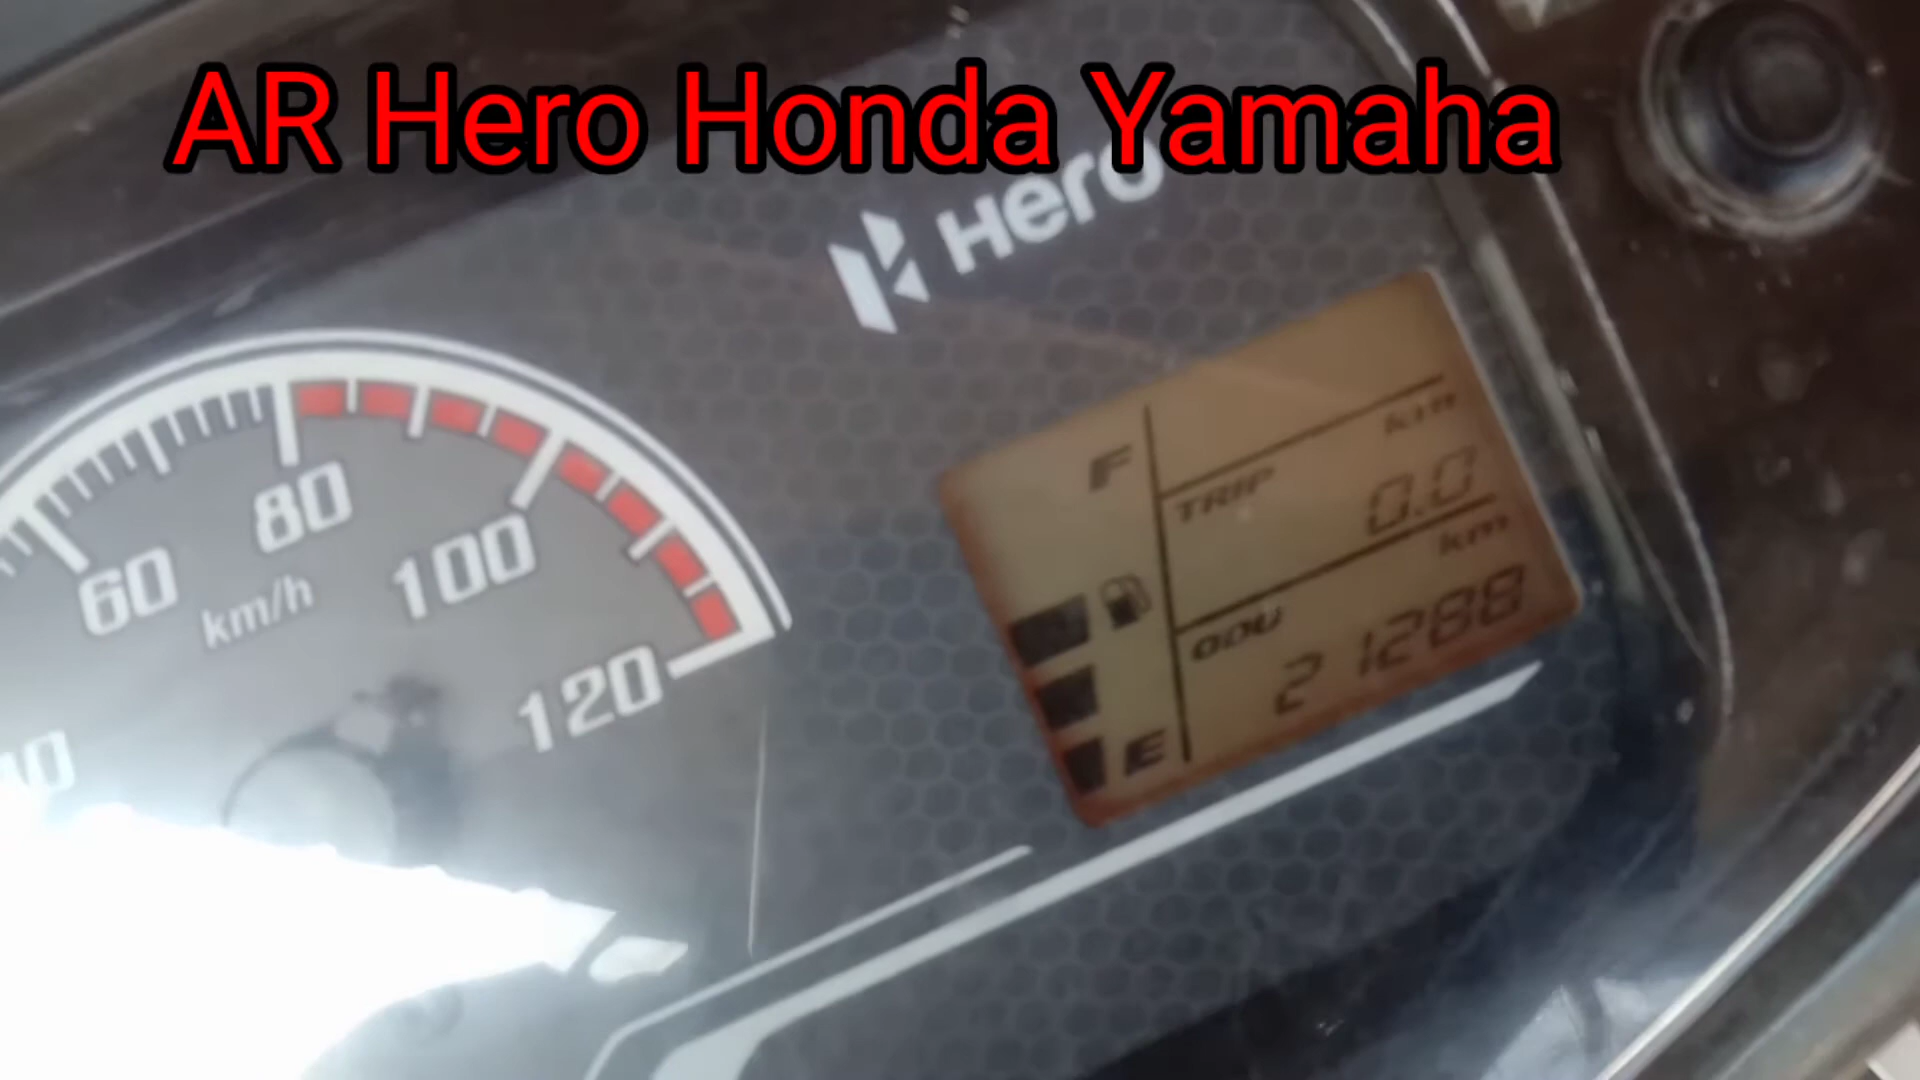 AR Hero Honda Yamaha
Hero
60
80
100
120
km/h
F
TRIP
km
0.0
ODO
km
21288
E